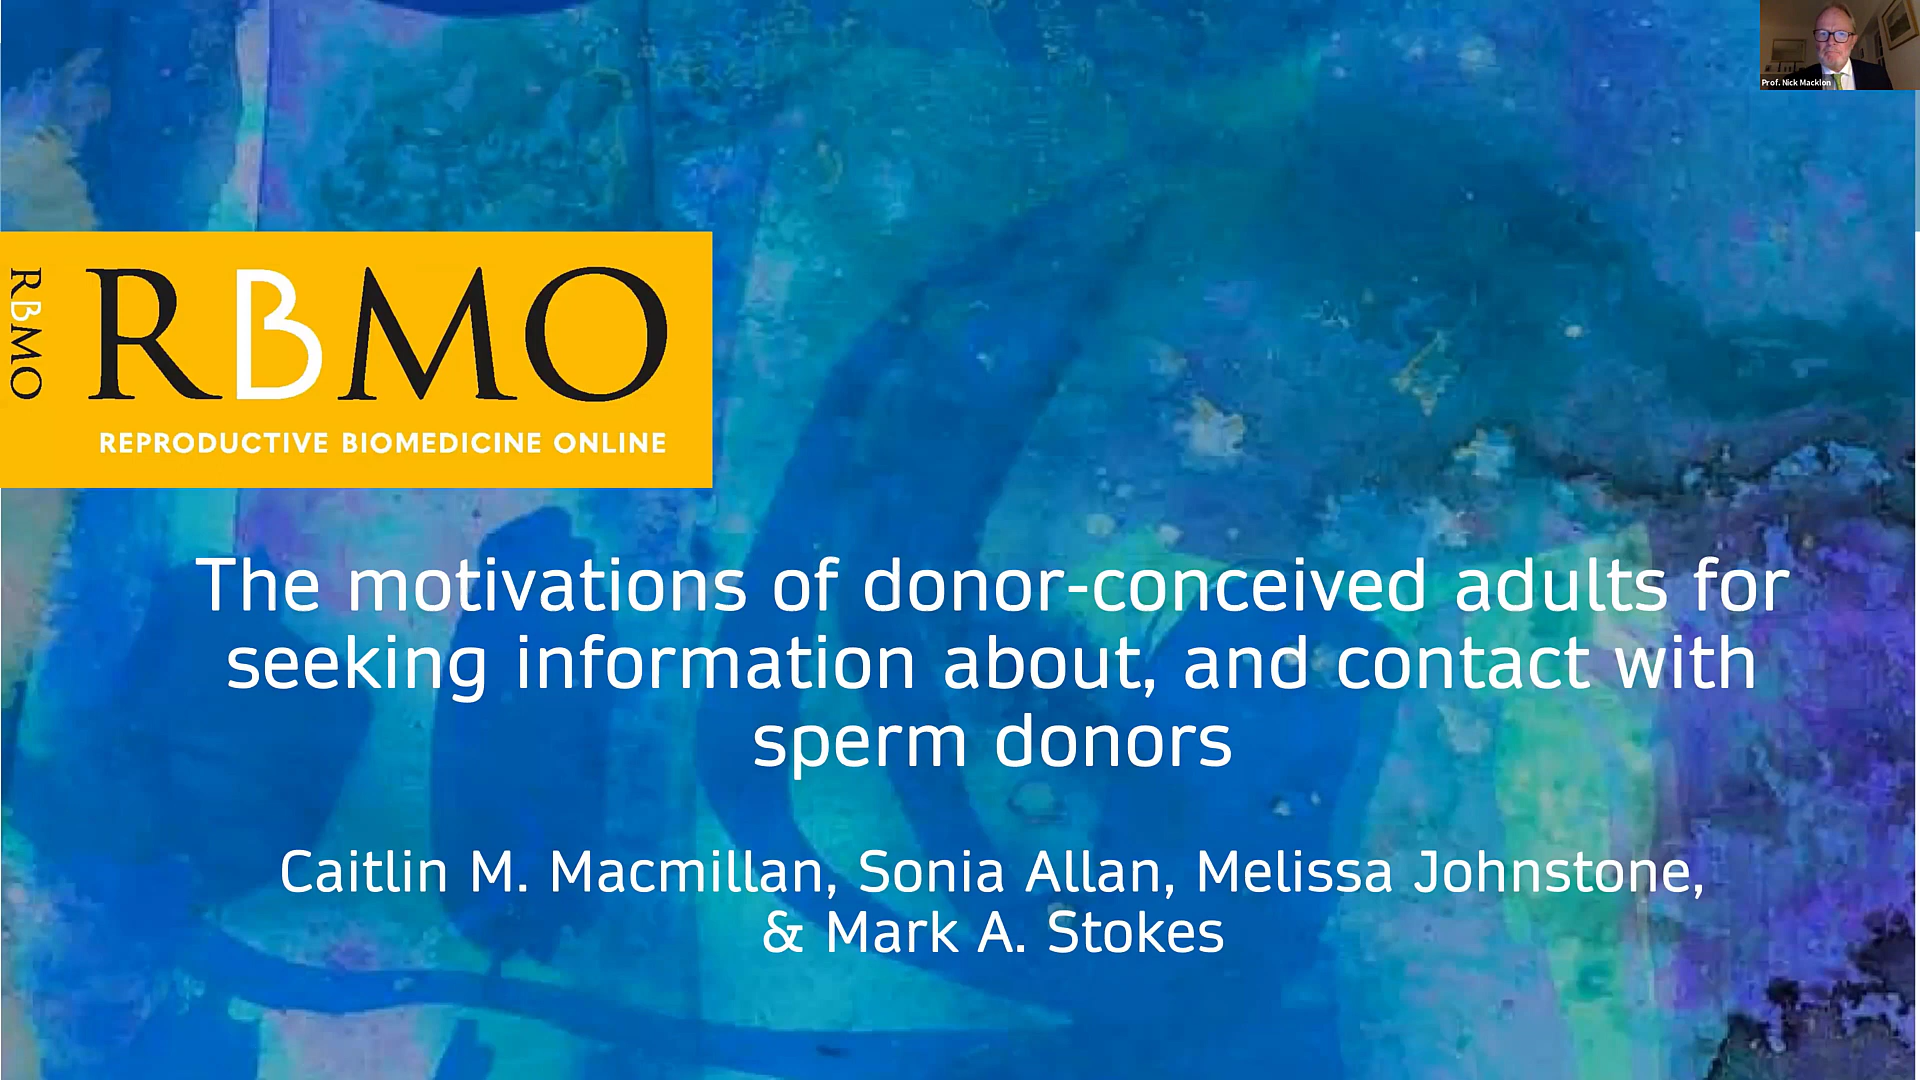 Prof. Nick Macklon
RBMO
RBMO
REPRODUCTIVE BIOMEDICINE ONLINE
The motivations of donor-conceived adults for
seeking information about, and contact with
sperm donors
Caitlin M. Macmillan, Sonia Allan, Melissa Johnstone,
& Mark A. Stokes